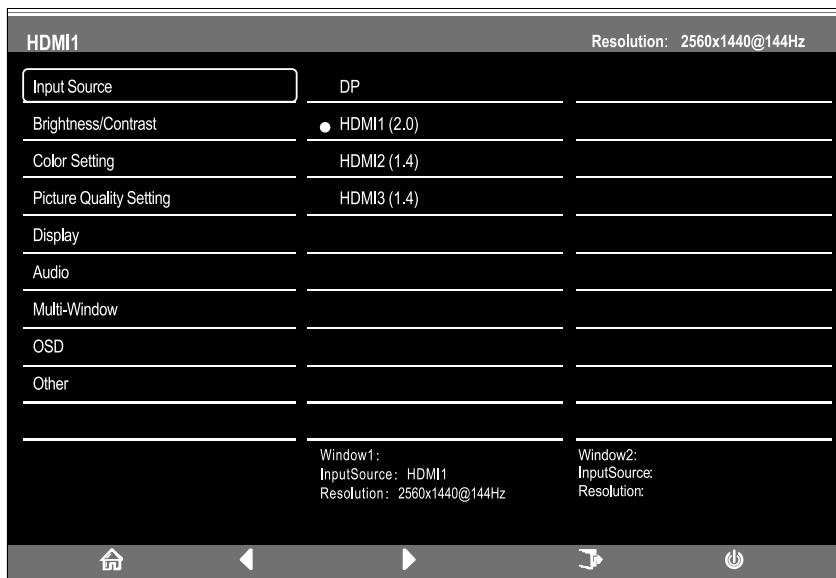 HDMI1 Resolution: 2560x1440@144Hz
Input Source DP
Brightness/Contrast HDMI1 (2.0)
Color Setting HDMI2 (1.4)
Picture Quality Setting HDMI3 (1.4)
Display
Audio
Multi-Window
OSD
Other
Window1: Window2:
InputSource: HDMI1 InputSource:
Resolution: 2560x1440@144Hz Resolution: